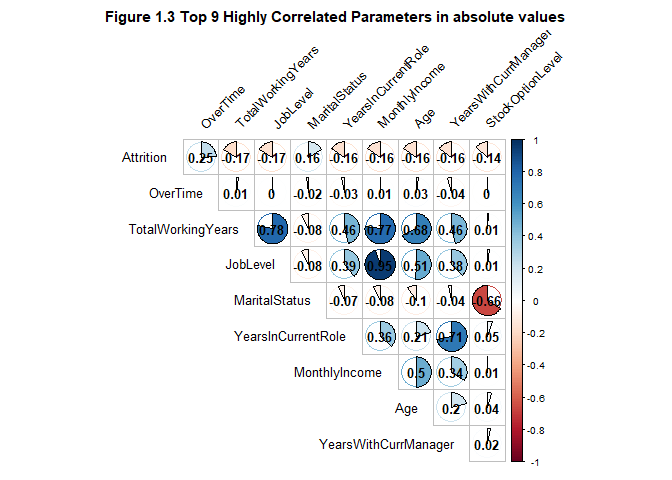 Figure 1.3 Top 9 Highly Correlated Parameters in absolute values
OverTime
TotalWorkingYears
JobLevel
MaritalStatus
YearsInCurrentRole
MonthlyIncome
Age
YearsWithCurrManager
StockOptionLevel
Attrition 0.25 -0.17 -0.17 0.16 -0.16 -0.16 -0.16 -0.16 -0.14
OverTime 0.01 0 -0.02 -0.03 0.01 0.03 -0.04 0
TotalWorkingYears 0.78 -0.08 0.46 0.77 0.68 0.46 0.01
JobLevel -0.08 0.39 0.95 0.51 0.38 0.01
MaritalStatus -0.07 -0.08 -0.1 -0.04 -0.66
YearsInCurrentRole 0.36 0.21 0.71 0.05
MonthlyIncome 0.5 0.34 0.01
Age 0.2 0.04
YearsWithCurrManager 0.02
1
0.8
0.6
0.4
0.2
0
-0.2
-0.4
-0.6
-0.8
-1